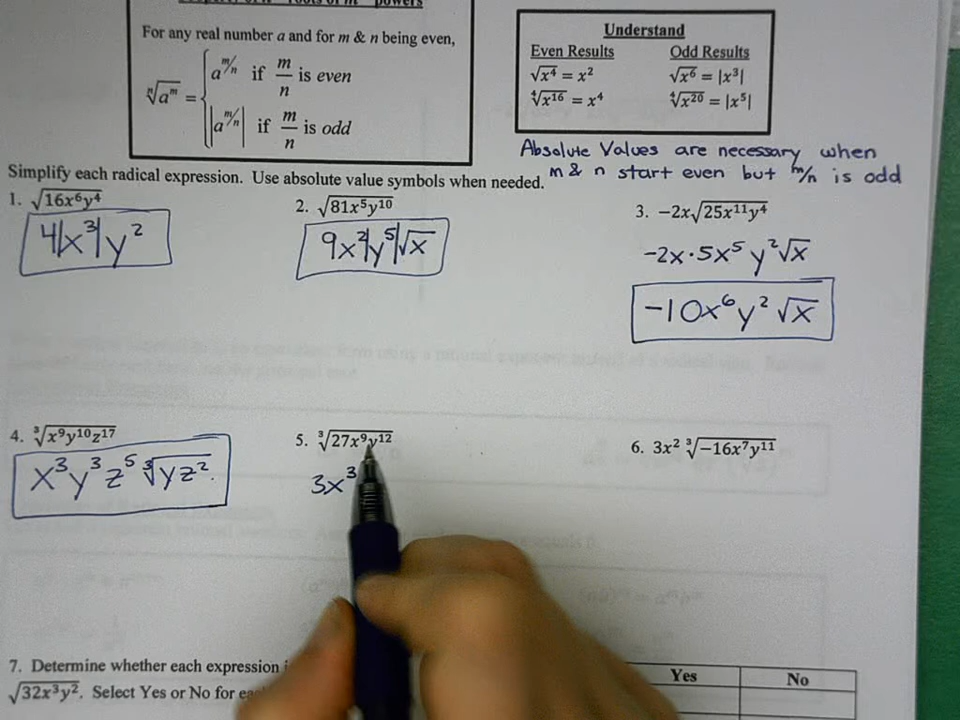 powers
For any real number a and for m & n being even,
ⁿ√aᵐ = { a^{m/n} if m/n is even
|a^{m/n}| if m/n is odd
Understand
Even Results Odd Results
√x⁴ = x² √x⁶ = |x³|
⁴√x¹⁶ = x⁴ ⁴√x²⁰ = |x⁵|
Absolute Values are necessary when
m & n start even but m/n is odd
Simplify each radical expression. Use absolute value symbols when needed.
1. √16x⁶y⁴ 2. √81x⁵y¹⁰ 3. −2x√25x¹¹y⁴
4|x³|y² 9x²|y⁵|√x −2x·5x⁵y²√x
−10x⁶y²√x
4. ³√x⁹y¹⁰z¹⁷ 5. ³√27x⁹y¹² 6. 3x² ³√−16x⁷y¹¹
x³y³z⁵ ³√yz² 3x³
7. Determine whether each expression
√32x³y². Select Yes or No for
Yes No